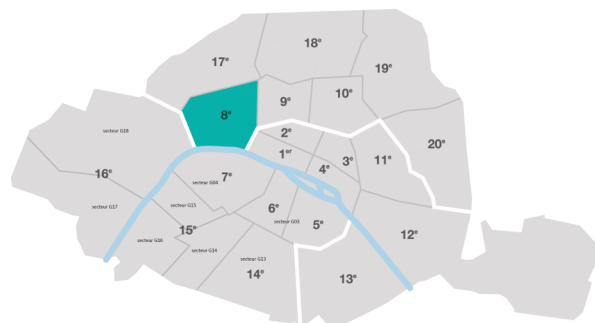 18e
17e
19e
8e
9e
10e
secteur G18
2e
20e
1er
3e
11e
4e
16e
secteur G04
7e
secteur G17
secteur G15
6e
secteur G03
5e
15e
12e
secteur G16
secteur G14
secteur G13
14e
13e